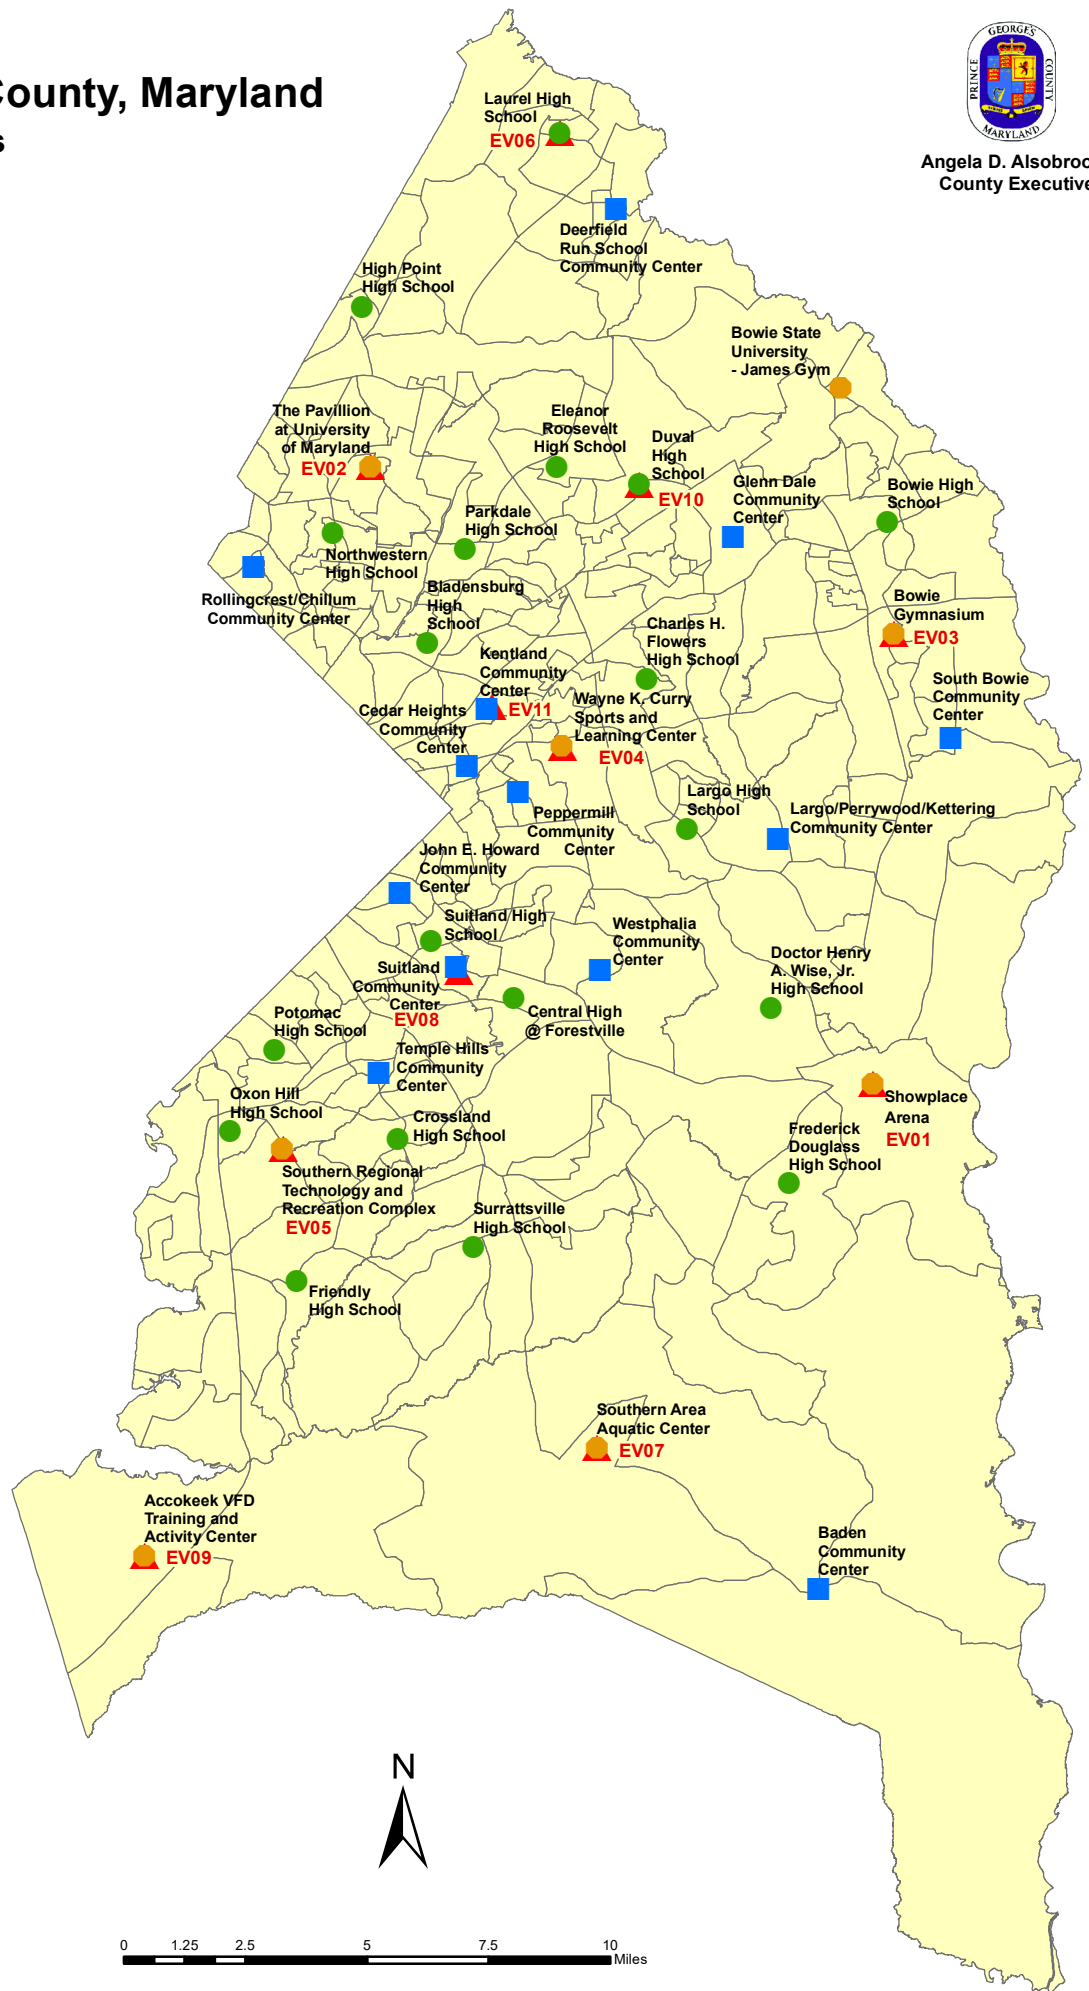 County, Maryland
s
PRINCE
GEORGE'S
COUNTY
MARYLAND
Angela D. Alsobroo
County Executive
Laurel High
School
EV06
Deerfield
Run School
Community Center
High Point
High School
Bowie State
University
- James Gym
The Pavillion
at University
of Maryland
EV02
Eleanor
Roosevelt
High School
Duval
High
School
EV10
Glenn Dale
Community
Center
Bowie High
School
Parkdale
High School
Northwestern
High School
Rollingcrest/Chillum
Community Center
Bladensburg
High
School
Bowie
Gymnasium
EV03
Charles H.
Flowers
High School
Kentland
Community
Center
EV11
South Bowie
Community
Center
Wayne K. Curry
Sports and
Learning Center
EV04
Cedar Heights
Community
Center
Peppermill
Community
Center
Largo High
School
Largo/Perrywood/Kettering
Community Center
John E. Howard
Community
Center
Suitland High
School
Westphalia
Community
Center
Suitland
Community
Center
EV08
Doctor Henry
A. Wise, Jr.
High School
Central High
@ Forestville
Potomac
High School
Temple Hills
Community
Center
Oxon Hill
High School
Showplace
Arena
EV01
Crossland
High School
Frederick
Douglass
High School
Southern Regional
Technology and
Recreation Complex
EV05
Surrattsville
High School
Friendly
High School
Southern Area
Aquatic Center
EV07
Accokeek VFD
Training and
Activity Center
EV09
Baden
Community
Center
N
0 1.25 2.5 5 7.5 10
Miles